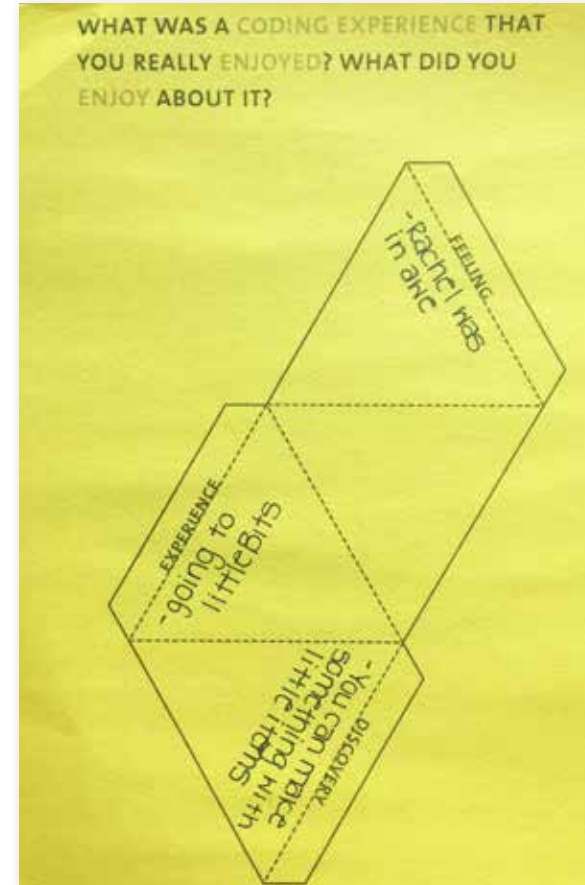 WHAT WAS A CODING EXPERIENCE THAT
YOU REALLY ENJOYED? WHAT DID YOU
ENJOY ABOUT IT?
FEELING
- Rachel was
in awe
EXPERIENCE
- going to
littleBits
DISCOVERY
- You can make
something with
little items